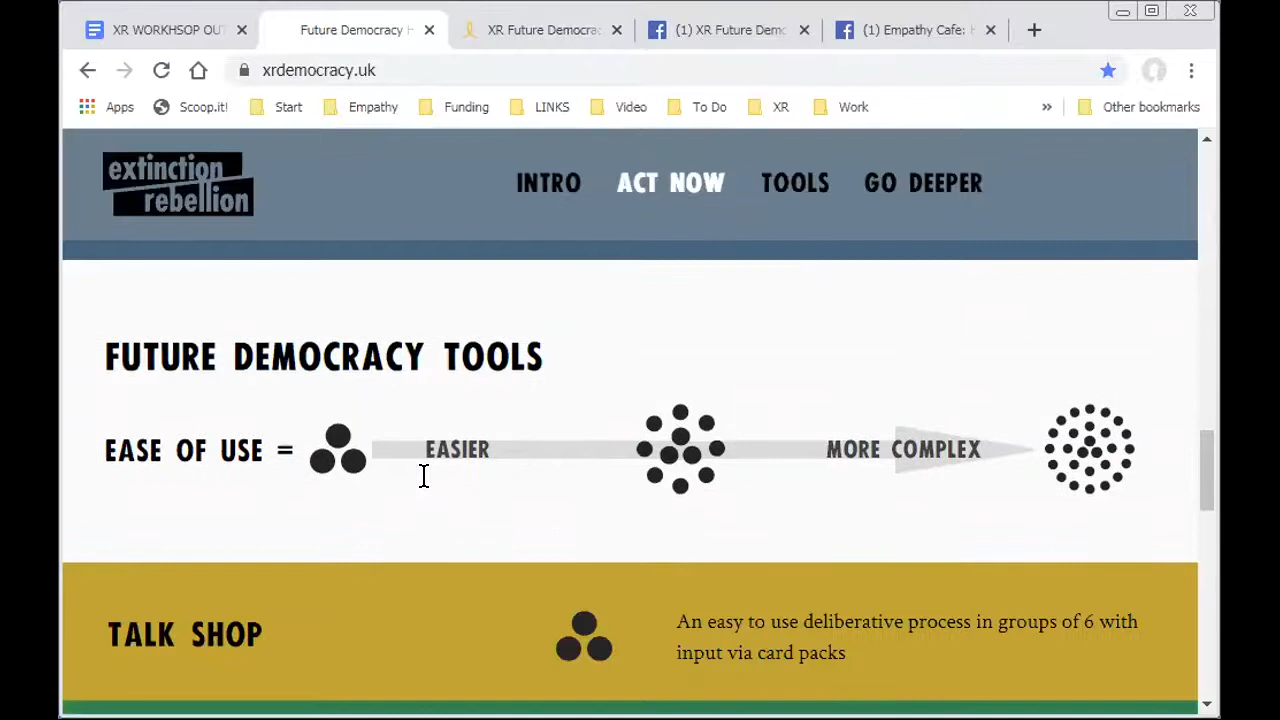 XR WORKHSOP OUT
Future Democracy H
XR Future Democra
(1) XR Future Demo
(1) Empathy Cafe: H
xrdemocracy.uk
Apps Scoop.it! Start Empathy Funding LINKS Video To Do XR Work » Other bookmarks
extinction
rebellion
INTRO ACT NOW TOOLS GO DEEPER
FUTURE DEMOCRACY TOOLS
EASE OF USE = EASIER MORE COMPLEX
TALK SHOP
An easy to use deliberative process in groups of 6 with
input via card packs